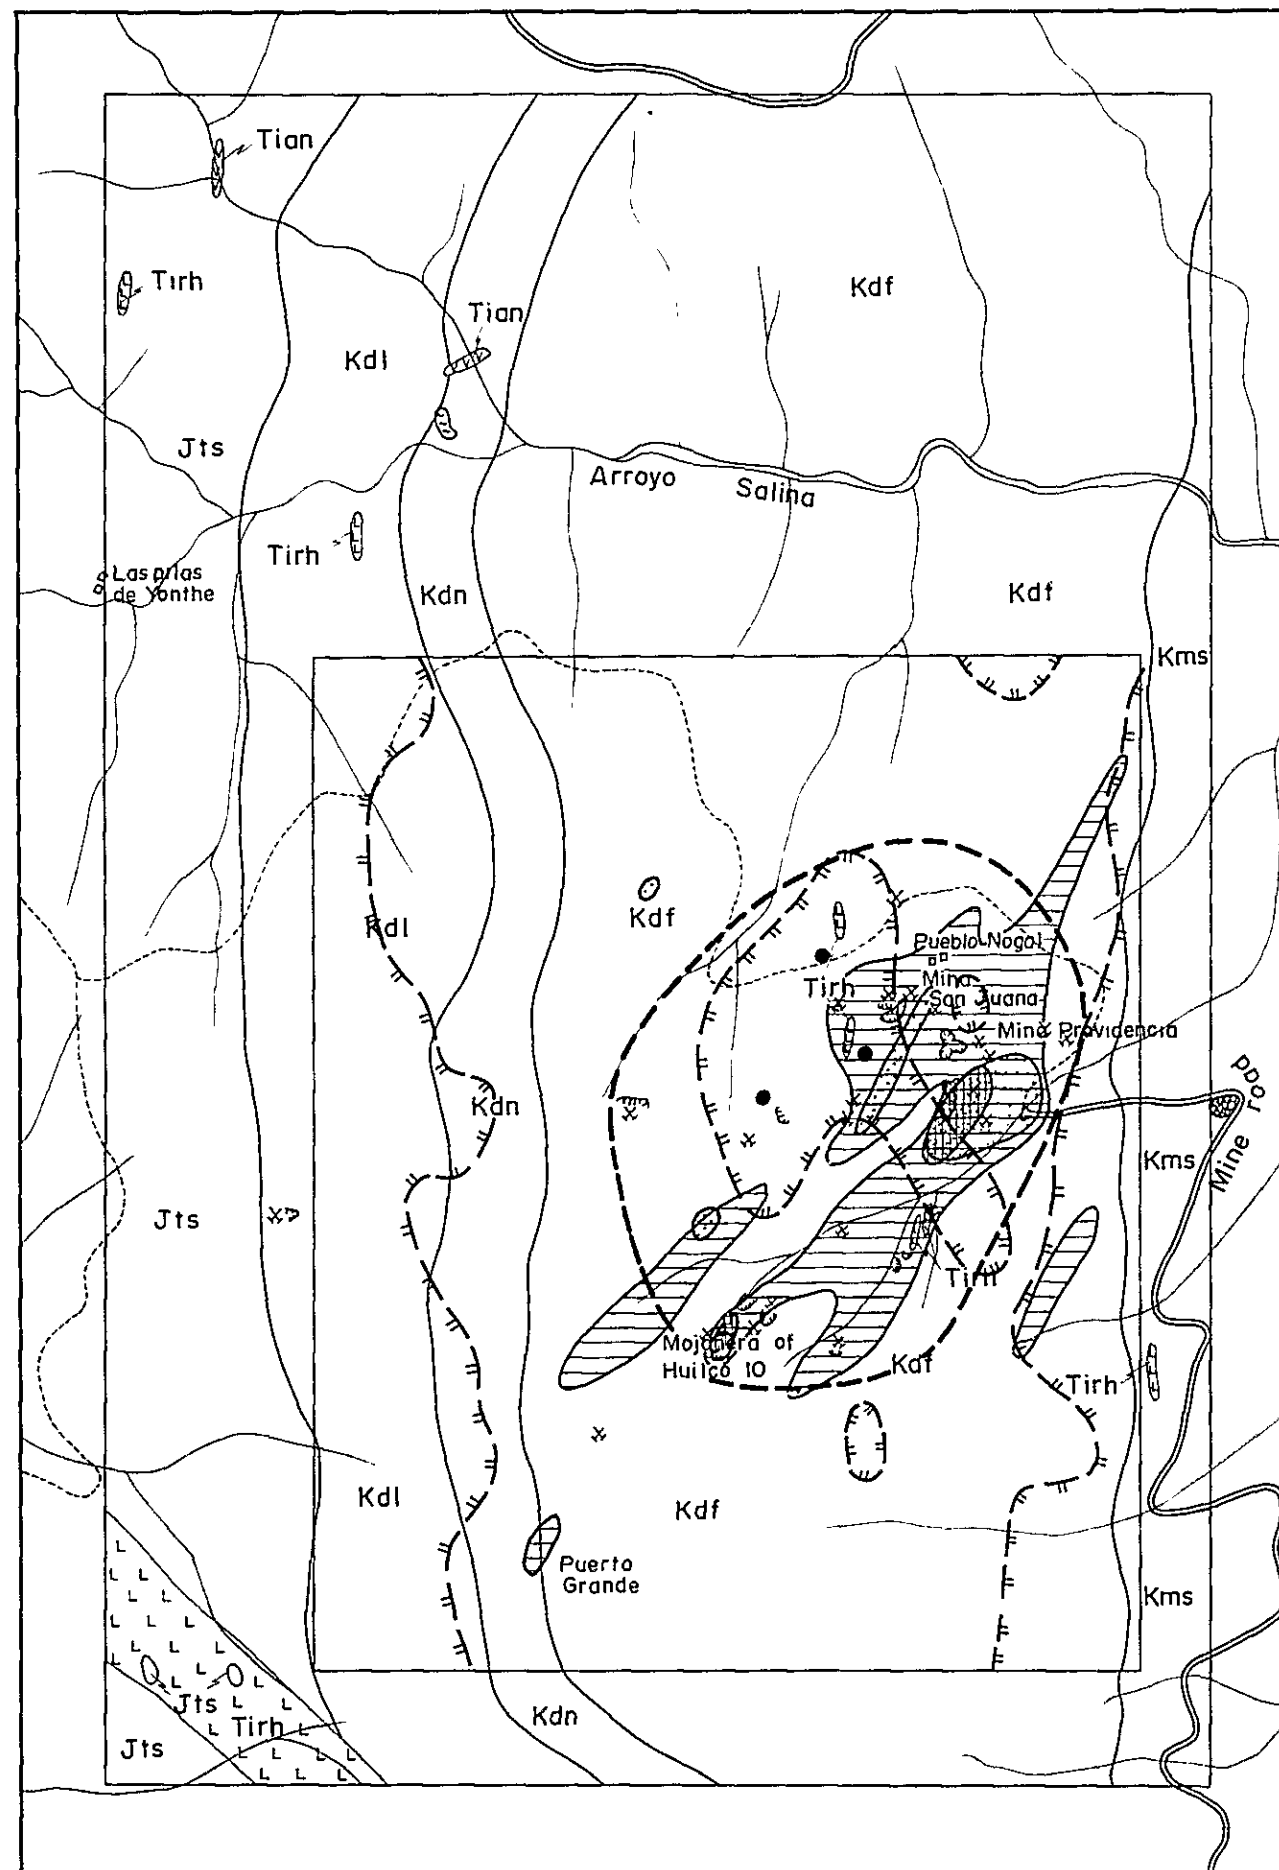 Tian
Tirh
Kdf
Tian
Kdl
Jts
Arroyo Salina
Tirh
Las pilas
de Yonthe
Kdn
Kdf
Kms
Kdl
Kdf
Pueblo Nogal
Tirh
Mina
San Juana
Mina Providencia
Kdn
Mine road
Kms
Jts
Tirh
Mojonera of
Huilco 10
Kdf
Tirh
Kdl
Kdf
Puerto
Grande
Kms
Jts
Tirh
Kdn
Jts